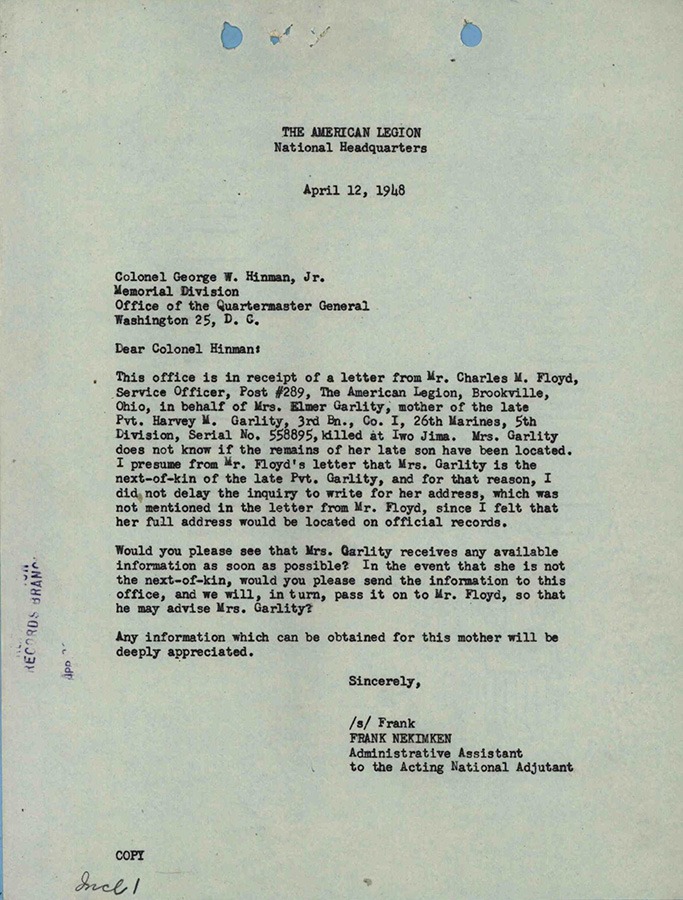 THE AMERICAN LEGION
National Headquarters
April 12, 1948
Colonel George W. Hinman, Jr.
Memorial Division
Office of the Quartermaster General
Washington 25, D. C.
Dear Colonel Hinman:
This office is in receipt of a letter from Mr. Charles M. Floyd,
Service Officer, Post #289, The American Legion, Brookville,
Ohio, in behalf of Mrs. Elmer Garlity, mother of the late
Pvt. Harvey M. Garlity, 3rd Bn., Co. I, 26th Marines, 5th
Division, Serial No. 558895, killed at Iwo Jima. Mrs. Garlity
does not know if the remains of her late son have been located.
I presume from Mr. Floyd's letter that Mrs. Garlity is the
next-of-kin of the late Pvt. Garlity, and for that reason, I
did not delay the inquiry to write for her address, which was
not mentioned in the letter from Mr. Floyd, since I felt that
her full address would be located on official records.
Would you please see that Mrs. Garlity receives any available
information as soon as possible? In the event that she is not
the next-of-kin, would you please send the information to this
office, and we will, in turn, pass it on to Mr. Floyd, so that
he may advise Mrs. Garlity?
Any information which can be obtained for this mother will be
deeply appreciated.
Sincerely,
/s/ Frank
FRANK NEKIMKEN
Administrative Assistant
to the Acting National Adjutant
COPY
Incl 1
RECORDS BRANC
APR